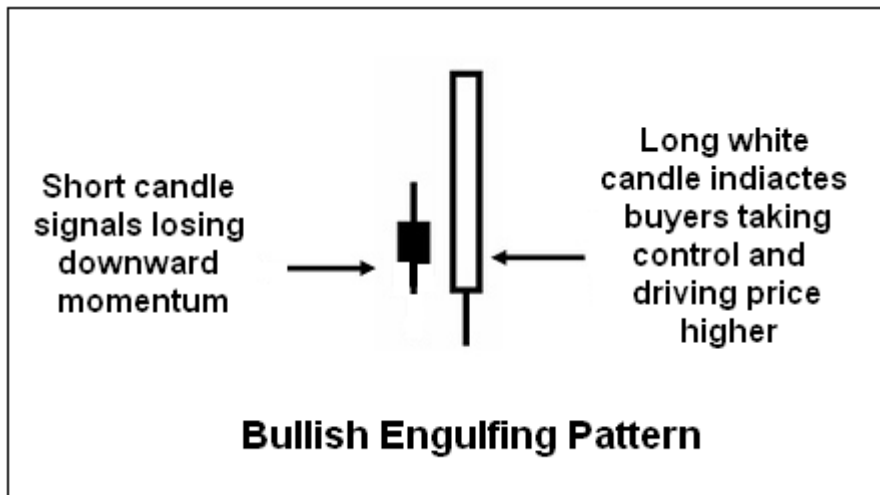 Short candle
signals losing
downward
momentum
Long white
candle indiactes
buyers taking
control and
driving price
higher
Bullish Engulfing Pattern